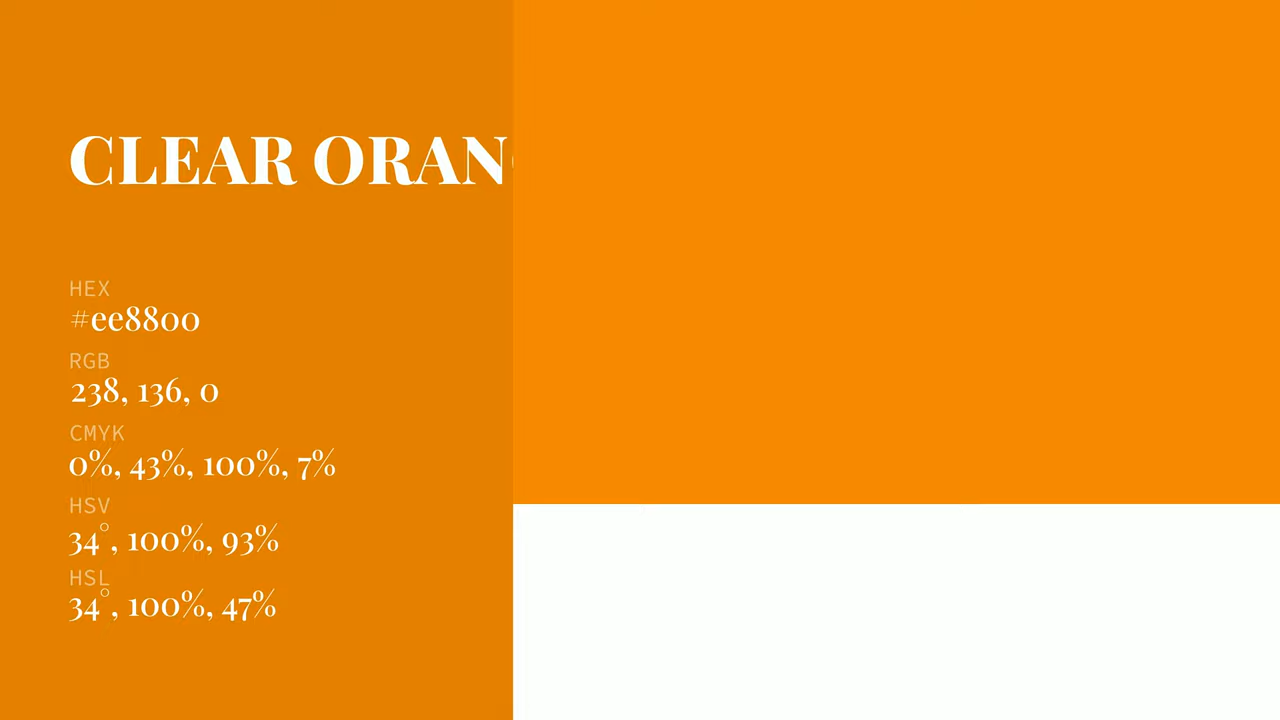 CLEAR ORAN
HEX
#ee8800
RGB
238, 136, 0
CMYK
0%, 43%, 100%, 7%
HSV
34°, 100%, 93%
HSL
34°, 100%, 47%